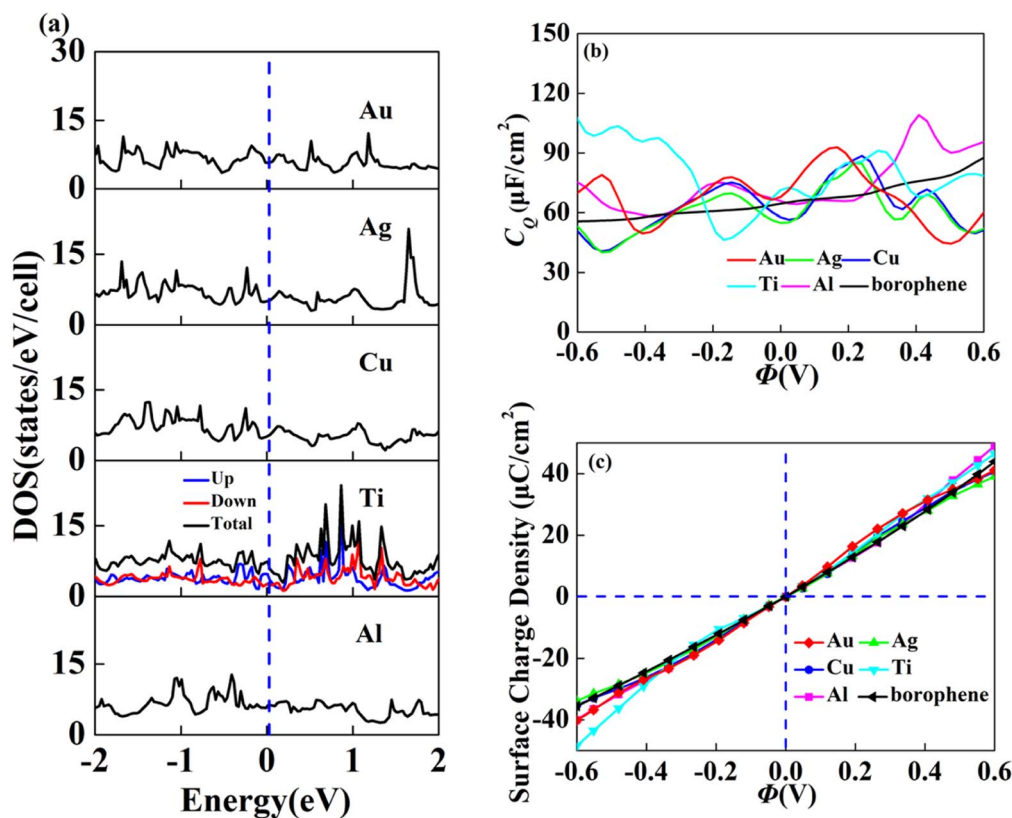 (a)
30
15
0
Au
15
0
Ag
15
0
Cu
15
0
Ti
Up
Down
Total
15
0
Al
-2
-1
0
1
2
DOS(states/eV/cell)
Energy(eV)
(b)
150
120
90
60
30
0
C_Q (μF/cm²)
Au Ag Cu
Ti Al borophene
-0.6 -0.4 -0.2 0.0 0.2 0.4 0.6
Φ(V)
(c)
40
20
0
-20
-40
Surface Charge Density (μC/cm²)
Au Ag
Cu Ti
Al borophene
-0.6 -0.4 -0.2 0.0 0.2 0.4 0.6
Φ(V)